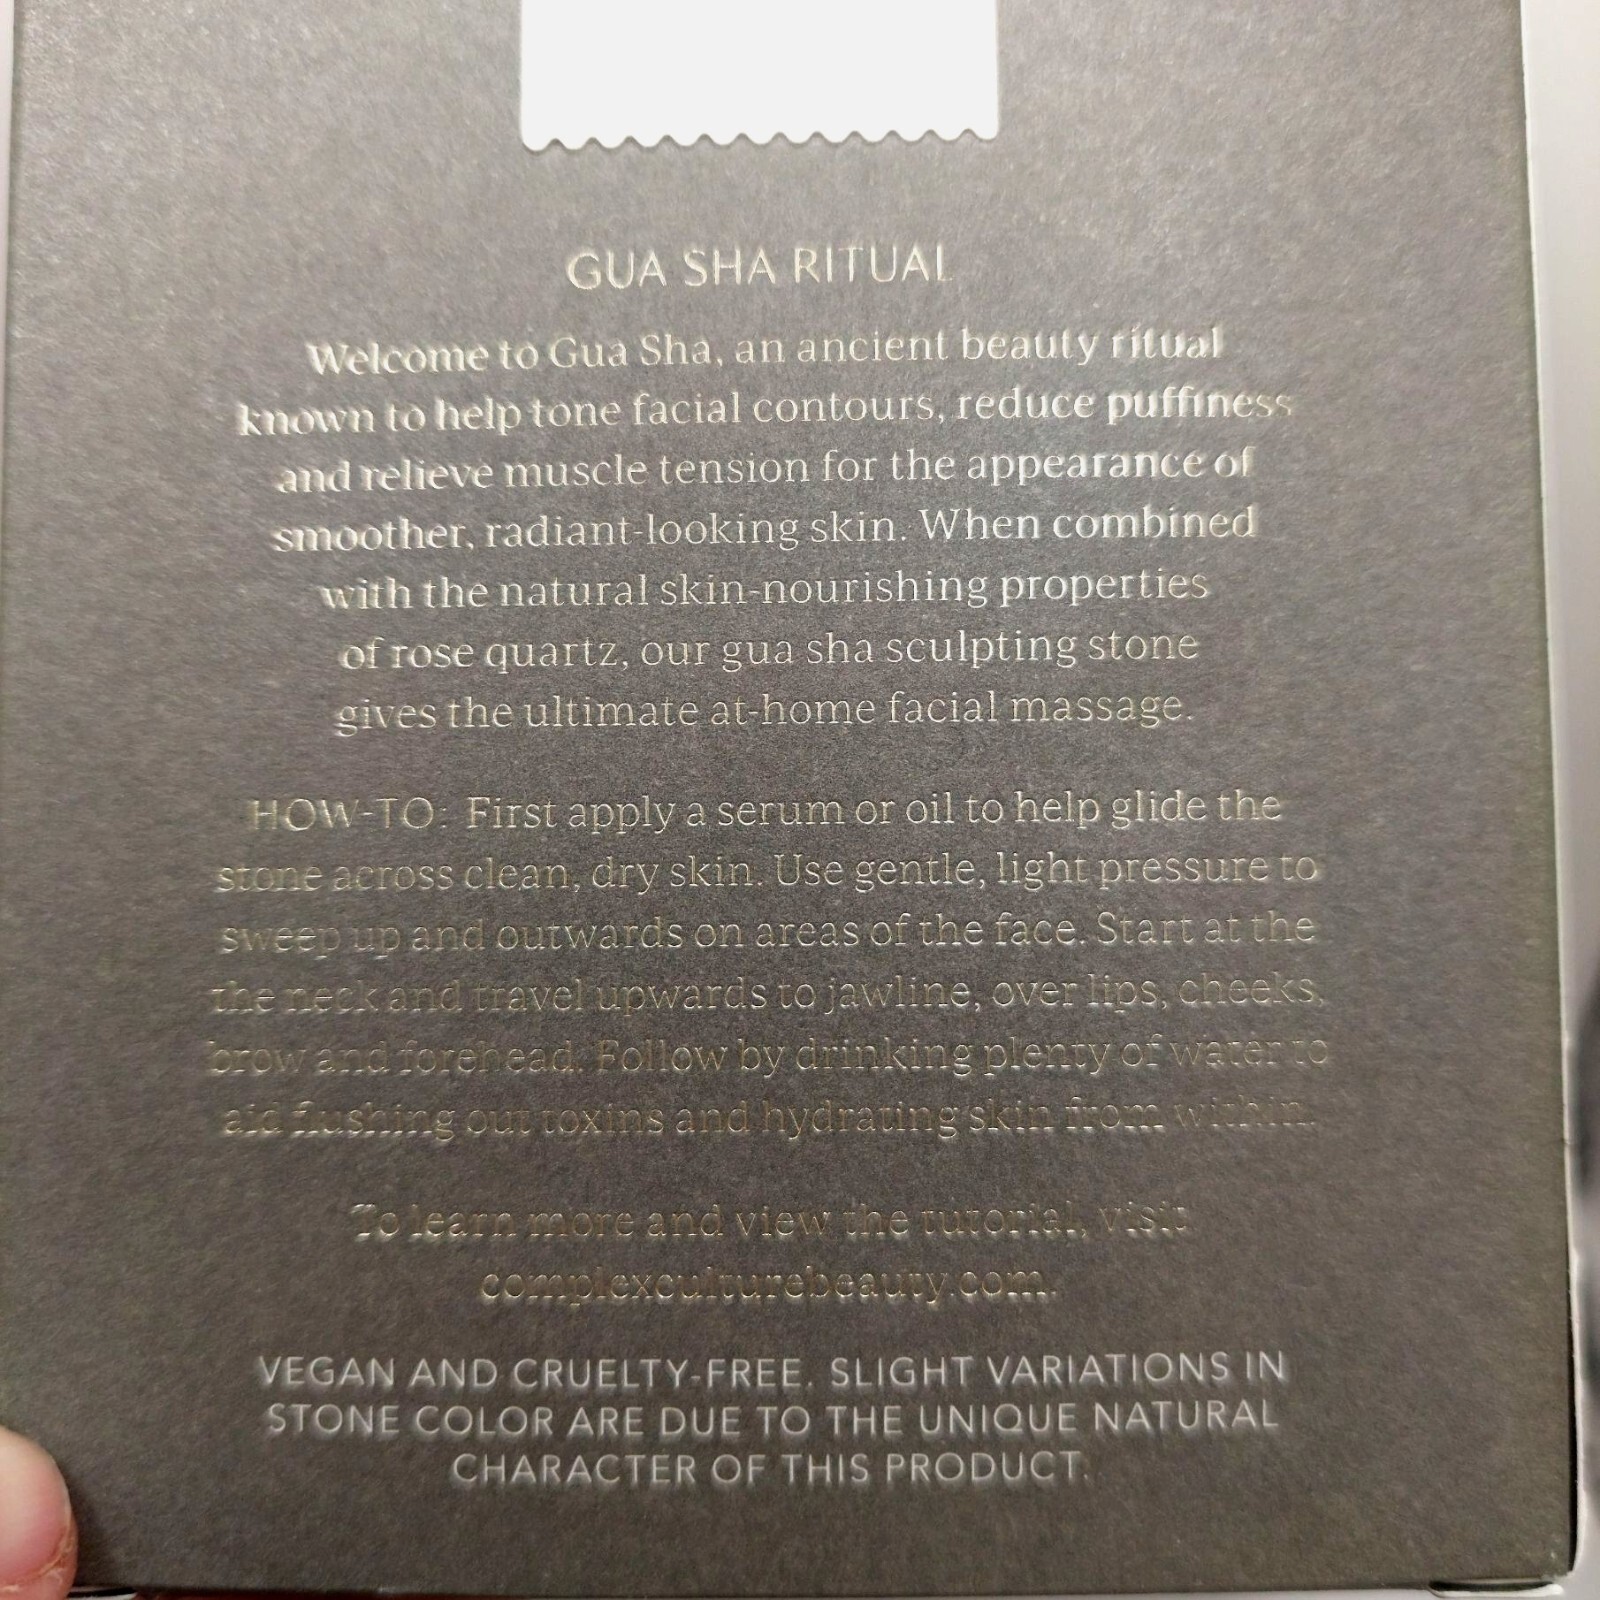 GUA SHA RITUAL
Welcome to Gua Sha, an ancient beauty ritual
known to help tone facial contours, reduce puffiness
and relieve muscle tension for the appearance of
smoother, radiant-looking skin. When combined
with the natural skin-nourishing properties
of rose quartz, our gua sha sculpting stone
gives the ultimate at-home facial massage.
HOW-TO: First apply a serum or oil to help glide the
stone across clean, dry skin. Use gentle, light pressure to
sweep up and outwards on areas of the face. Start at the
the neck and travel upwards to jawline, over lips, cheeks,
brow and forehead. Follow by drinking plenty of water to
aid flushing out toxins and hydrating skin from within.
To learn more and view the tutorial, visit
complexculturebeauty.com.
VEGAN AND CRUELTY-FREE. SLIGHT VARIATIONS IN
STONE COLOR ARE DUE TO THE UNIQUE NATURAL
CHARACTER OF THIS PRODUCT.